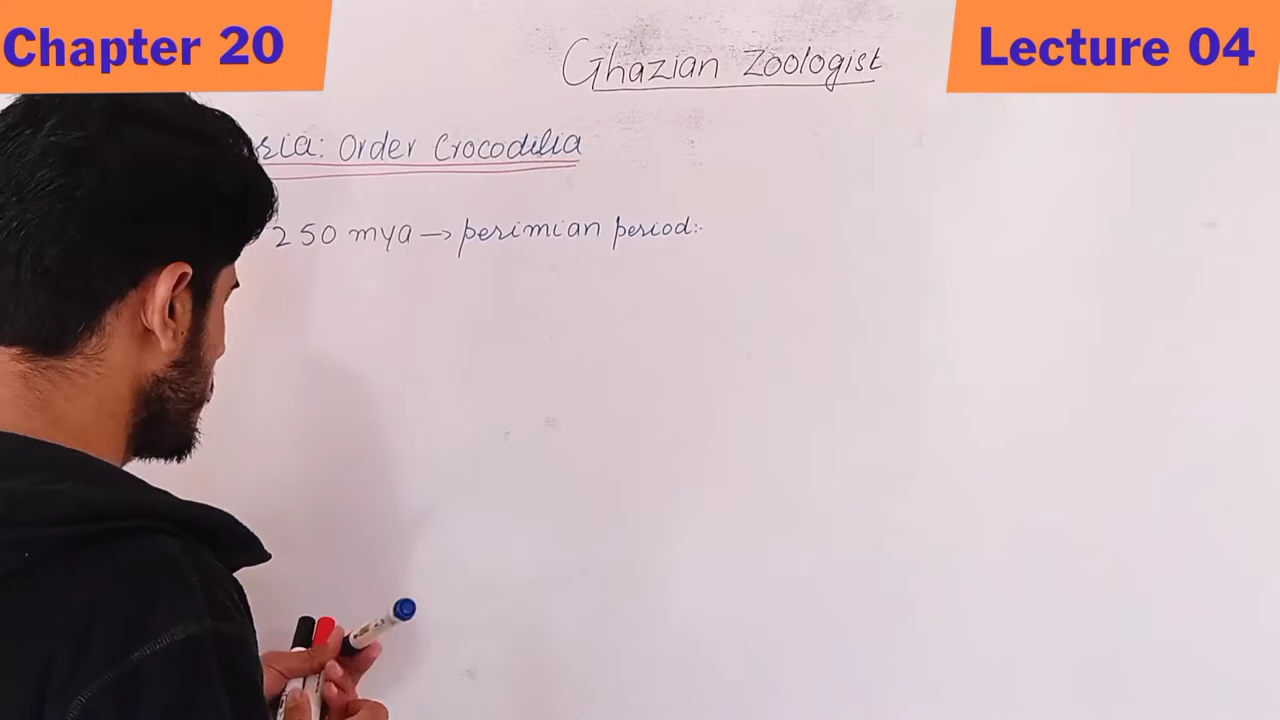 Chapter 20
Lecture 04
Ghazian Zoologist
Order Crocodilia
250 mya → perimian period:-